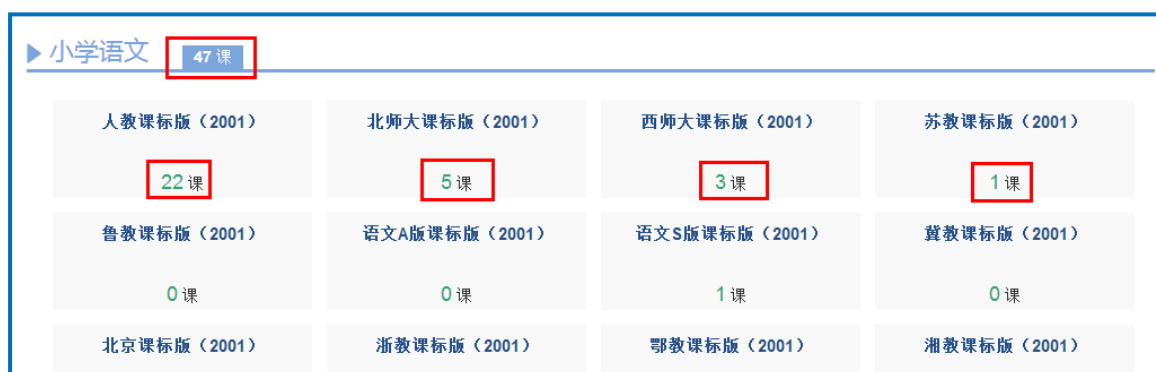 小学语文 47 课
人教课标版（2001） 北师大课标版（2001） 西师大课标版（2001） 苏教课标版（2001）
22 课 5 课 3 课 1 课
鲁教课标版（2001） 语文A版课标版（2001） 语文S版课标版（2001） 冀教课标版（2001）
0 课 0 课 1 课 0 课
北京课标版（2001） 浙教课标版（2001） 鄂教课标版（2001） 湘教课标版（2001）